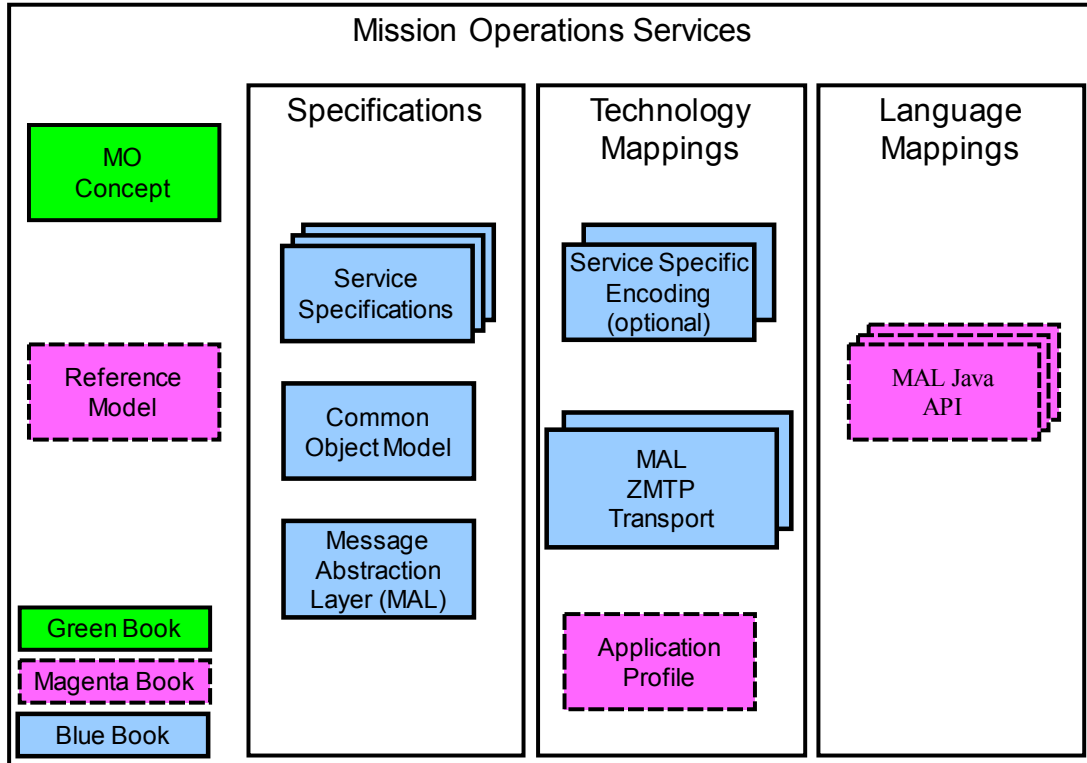 Mission Operations Services
MO
Concept
Reference
Model
Green Book
Magenta Book
Blue Book
Specifications
Service
Specifications
Common
Object Model
Message
Abstraction
Layer (MAL)
Technology
Mappings
Service Specific
Encoding
(optional)
MAL
ZMTP
Transport
Application
Profile
Language
Mappings
MAL Java
API